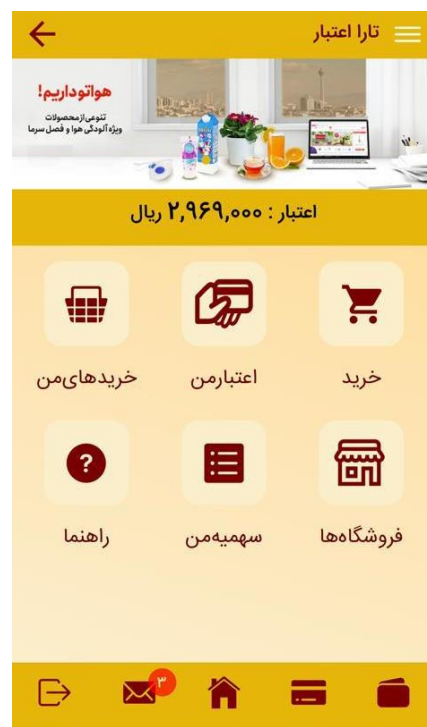 تارا اعتبار
هواتوداریم!
تنوعی از محصولات
ویژه آلودگی هوا و فصل سرما
اعتبار : ۲,۹۶۹,۰۰۰ ریال
خرید
اعتبارمن
خریدهای‌من
فروشگاه‌ها
سهمیه‌من
راهنما
۳